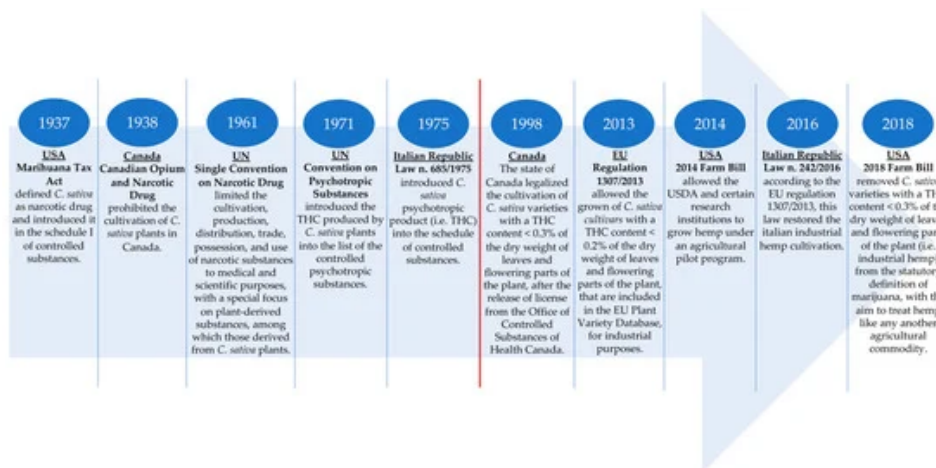 1937
USA
Marihuana Tax
Act
defined C. sativa
as narcotic drug
and introduced it
in the schedule I
of controlled
substances.
1938
Canada
Canadian Opium
and Narcotic
Drug
prohibited the
cultivation of C.
sativa plants in
Canada.
1961
UN
Single Convention
on Narcotic Drug
limited the
cultivation,
production,
distribution, trade,
possession, and use
of narcotic substances
to medical and
scientific purposes,
with a special focus
on plant-derived
substances, among
which those derived
from C. sativa plants.
1971
UN
Convention on
Psychotropic
Substances
introduced the
THC produced by
C. sativa plants
into the list of the
controlled
psychotropic
substances.
1975
Italian Republic
Law n. 685/1975
introduced C.
sativa
psychotropic
product (i.e. THC)
into the schedule
of controlled
substances.
1998
Canada
The state of
Canada legalized
the cultivation of
C. sativa varieties
with a THC
content < 0.3% of
the dry weight of
leaves and
flowering parts of
the plant, after the
release of license
from the Office of
Controlled
Substances of
Health Canada.
2013
EU
Regulation
1307/2013
allowed the
grown of C. sativa
cultivars with a
THC content <
0.2% of the dry
weight of leaves
and flowering
parts of the plant,
that are included
in the EU Plant
Variety Database,
for industrial
purposes.
2014
USA
2014 Farm Bill
allowed the
USDA and certain
research
institutions to
grow hemp under
an agricultural
pilot program.
2016
Italian Republic
Law n. 242/2016
according to the
EU regulation
1307/2013, this
law restored the
italian industrial
hemp cultivation.
2018
USA
2018 Farm Bill
removed C. sativa
varieties with a TH
content < 0.3% of t
dry weight of leav
and flowering par
of the plant (i.e.
industrial hemp
from the statutor
definition of
marijuana, with th
aim to treat hemp
like any another
agricultural
commodity.